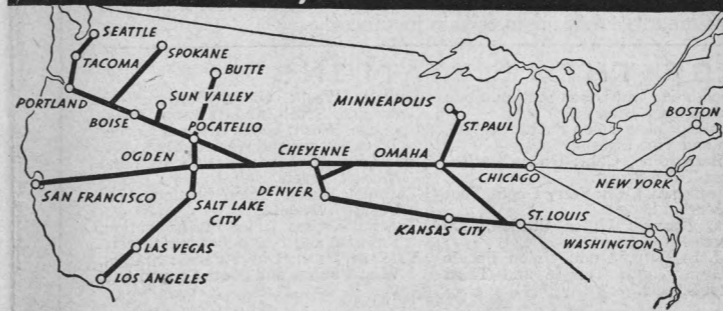 SEATTLE
SPOKANE
TACOMA
BUTTE
PORTLAND
SUN VALLEY
BOISE
POCATELLO
MINNEAPOLIS
ST. PAUL
BOSTON
OGDEN
CHEYENNE
OMAHA
CHICAGO
NEW YORK
SAN FRANCISCO
SALT LAKE
CITY
DENVER
KANSAS CITY
ST. LOUIS
WASHINGTON
LAS VEGAS
LOS ANGELES